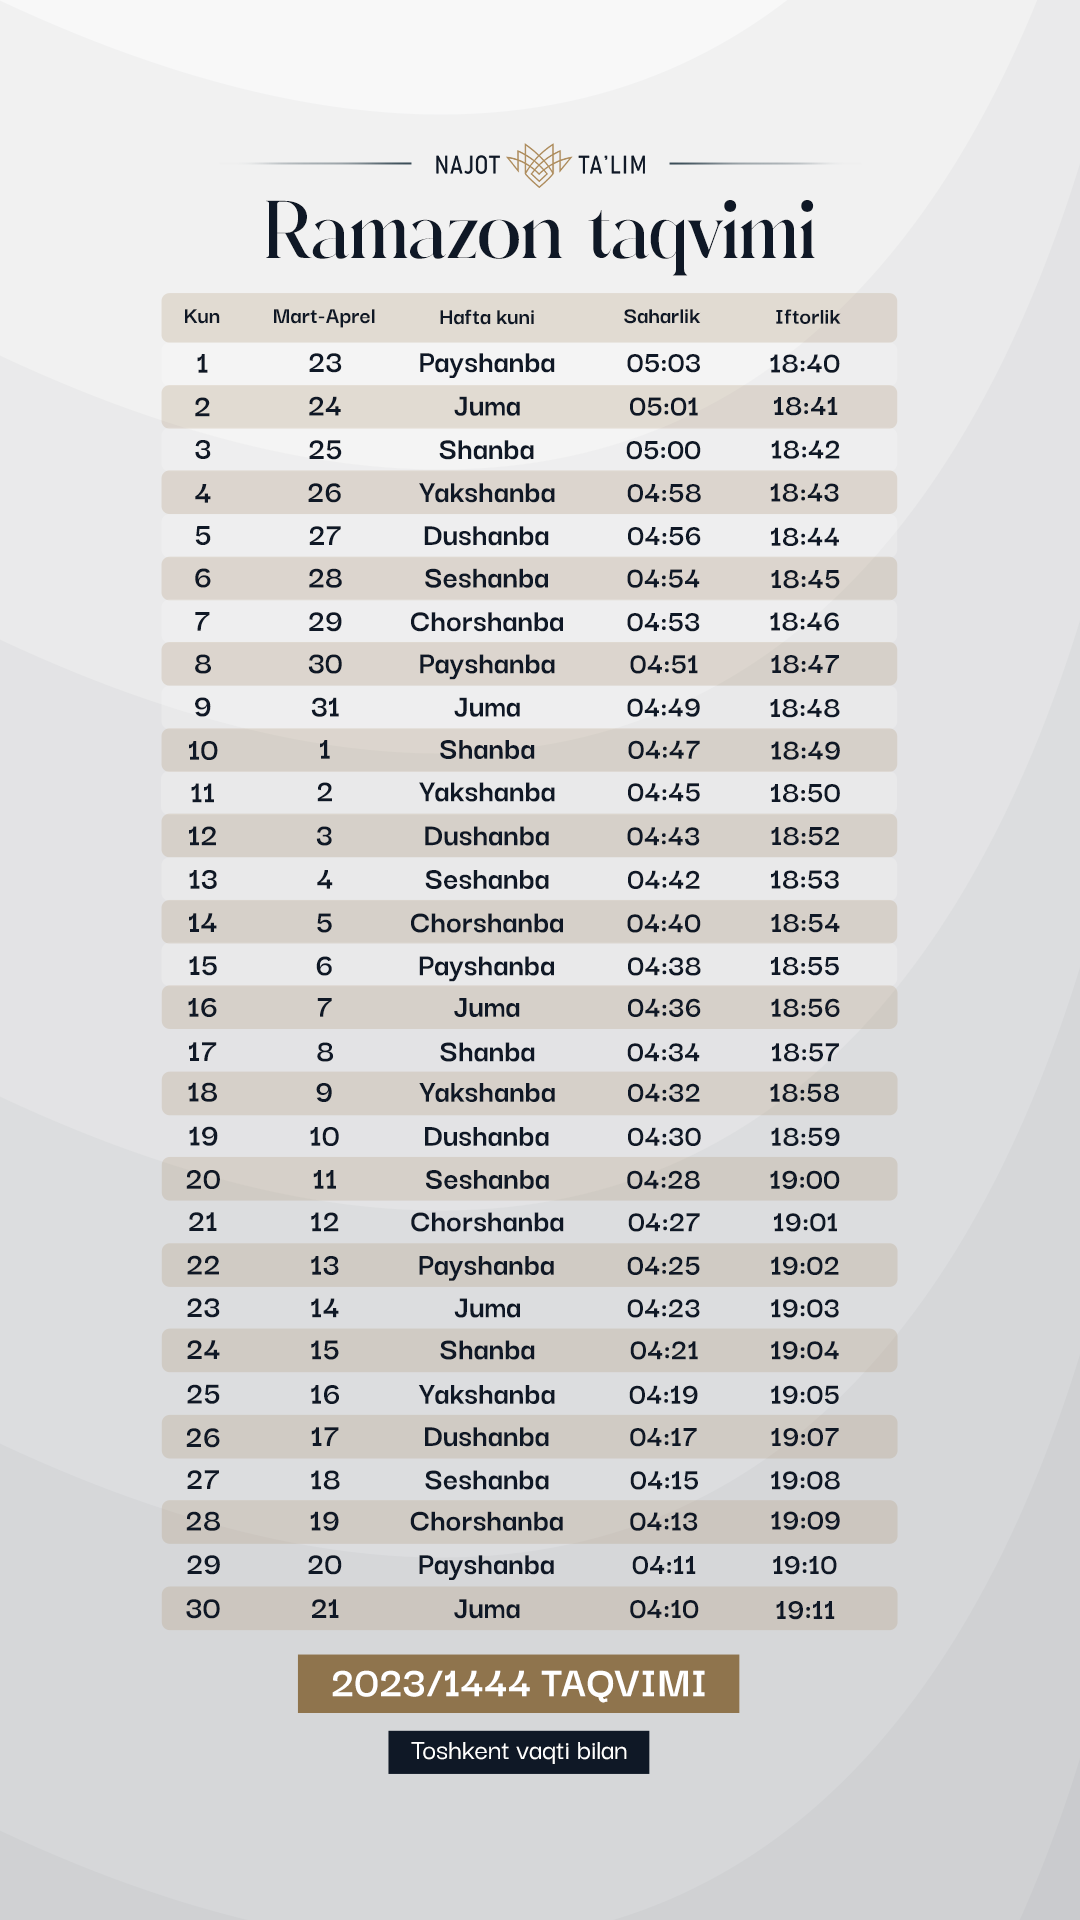 NAJOT TA'LIM
Ramazon taqvimi
Kun Mart-Aprel Hafta kuni Saharlik Iftorlik
1 23 Payshanba 05:03 18:40
2 24 Juma 05:01 18:41
3 25 Shanba 05:00 18:42
4 26 Yakshanba 04:58 18:43
5 27 Dushanba 04:56 18:44
6 28 Seshanba 04:54 18:45
7 29 Chorshanba 04:53 18:46
8 30 Payshanba 04:51 18:47
9 31 Juma 04:49 18:48
10 1 Shanba 04:47 18:49
11 2 Yakshanba 04:45 18:50
12 3 Dushanba 04:43 18:52
13 4 Seshanba 04:42 18:53
14 5 Chorshanba 04:40 18:54
15 6 Payshanba 04:38 18:55
16 7 Juma 04:36 18:56
17 8 Shanba 04:34 18:57
18 9 Yakshanba 04:32 18:58
19 10 Dushanba 04:30 18:59
20 11 Seshanba 04:28 19:00
21 12 Chorshanba 04:27 19:01
22 13 Payshanba 04:25 19:02
23 14 Juma 04:23 19:03
24 15 Shanba 04:21 19:04
25 16 Yakshanba 04:19 19:05
26 17 Dushanba 04:17 19:07
27 18 Seshanba 04:15 19:08
28 19 Chorshanba 04:13 19:09
29 20 Payshanba 04:11 19:10
30 21 Juma 04:10 19:11
2023/1444 TAQVIMI
Toshkent vaqti bilan